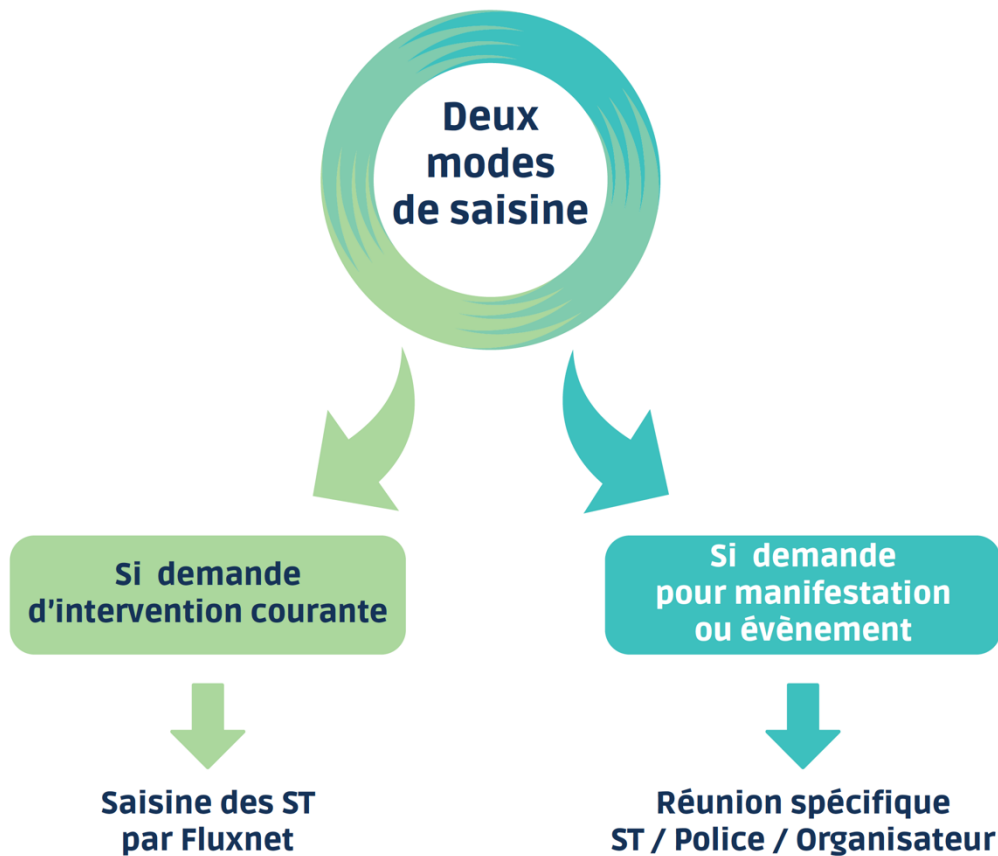 Deux
modes
de saisine
Si demande
d'intervention courante
Saisine des ST
par Fluxnet
Si demande
pour manifestation
ou évènement
Réunion spécifique
ST / Police / Organisateur